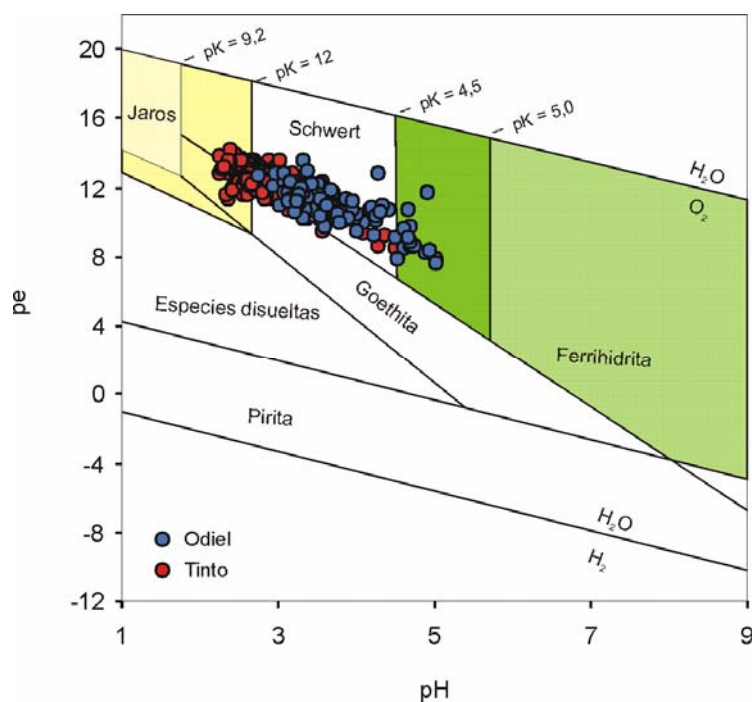 pe
20
16
12
8
4
0
-4
-8
-12
pK = 9,2
pK = 12
pK = 4,5
pK = 5,0
Jaros
Schwert
H₂O
O₂
Especies disueltas
Goethita
Ferrihidrita
Pirita
H₂O
H₂
Odiel
Tinto
1 3 5 7 9
pH